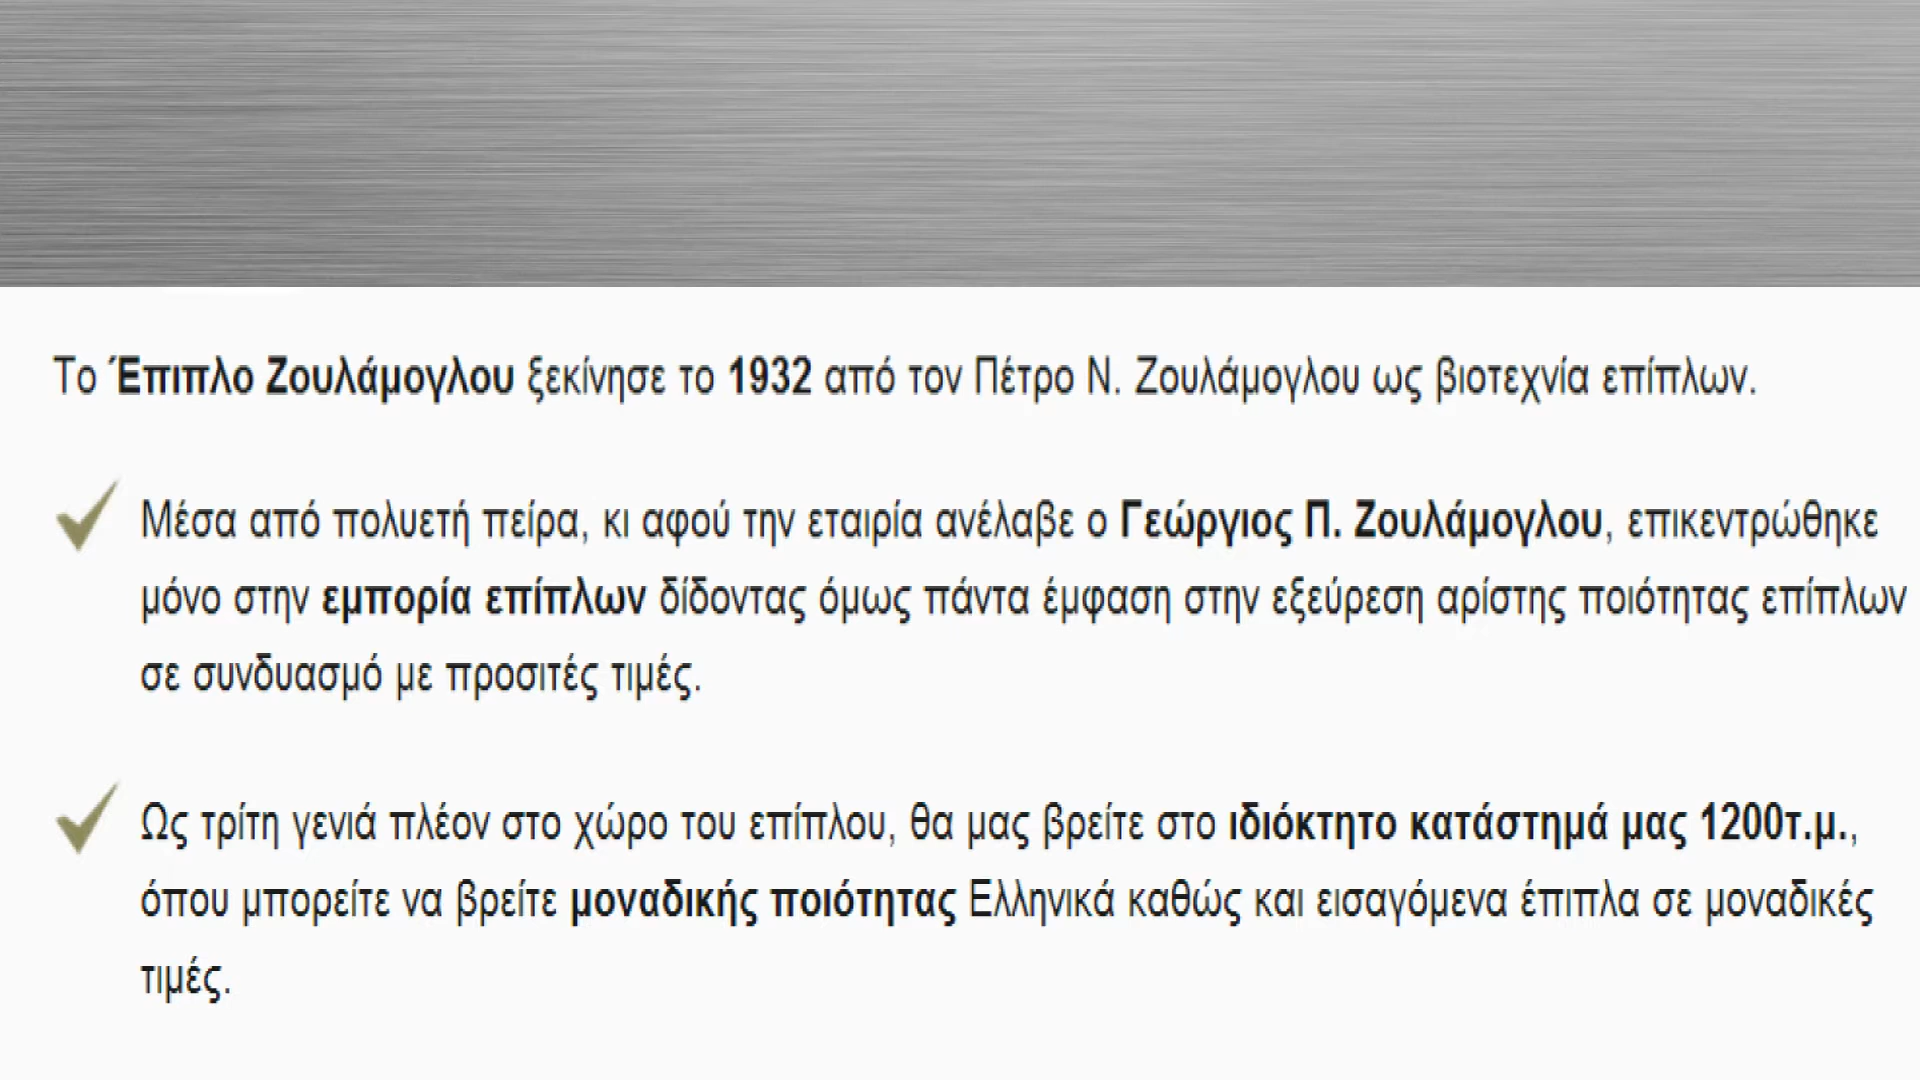 Το Έπιπλο Ζουλάμογλου ξεκίνησε το 1932 από τον Πέτρο Ν. Ζουλάμογλου ως βιοτεχνία επίπλων.
Μέσα από πολυετή πείρα, κι αφού την εταιρία ανέλαβε ο Γεώργιος Π. Ζουλάμογλου, επικεντρώθηκε
μόνο στην εμπορία επίπλων δίδοντας όμως πάντα έμφαση στην εξεύρεση αρίστης ποιότητας επίπλων
σε συνδυασμό με προσιτές τιμές.
Ως τρίτη γενιά πλέον στο χώρο του επίπλου, θα μας βρείτε στο ιδιόκτητο κατάστημά μας 1200τ.μ.,
όπου μπορείτε να βρείτε μοναδικής ποιότητας Ελληνικά καθώς και εισαγόμενα έπιπλα σε μοναδικές
τιμές.